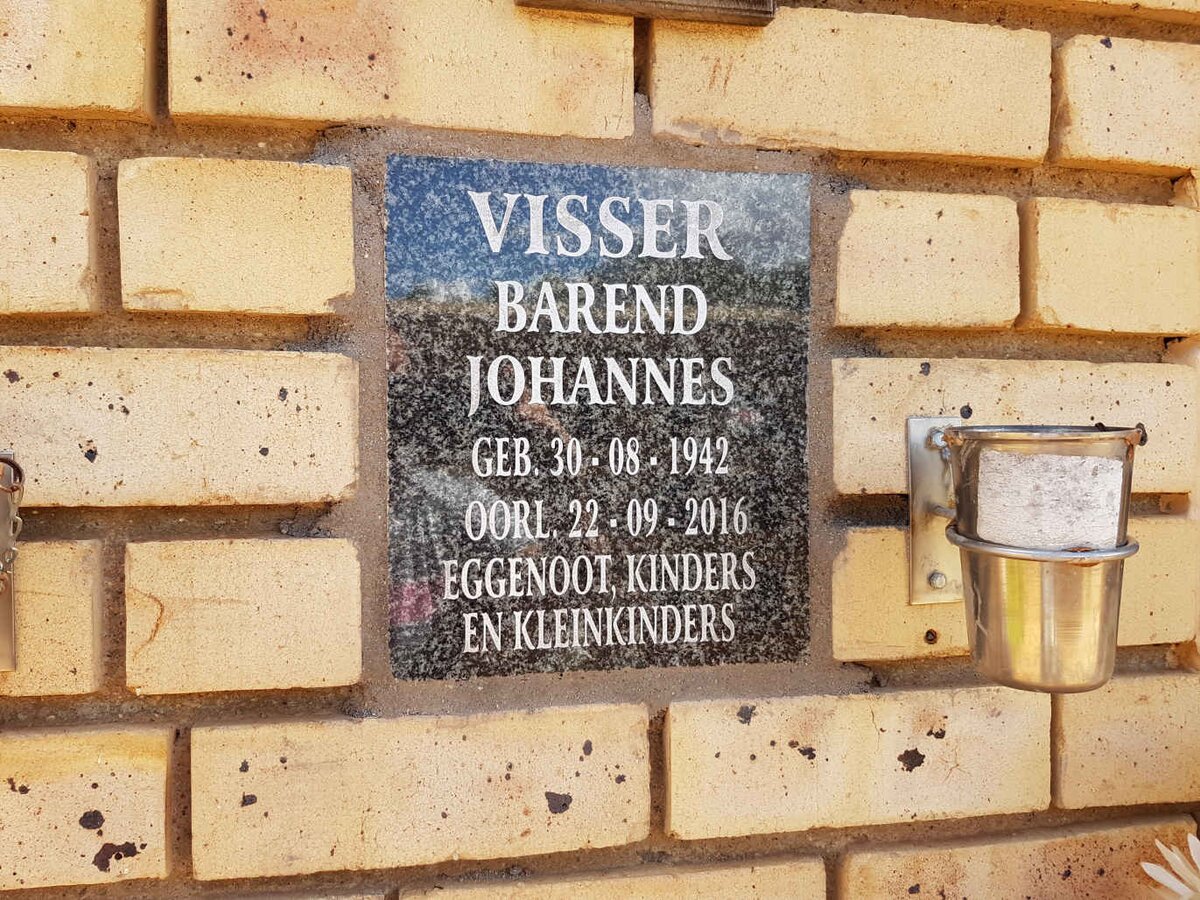 VISSER
BAREND
JOHANNES
GEB. 30 - 08 - 1942
OORL. 22 - 09 - 2016
EGGENOOT, KINDERS
EN KLEINKINDERS